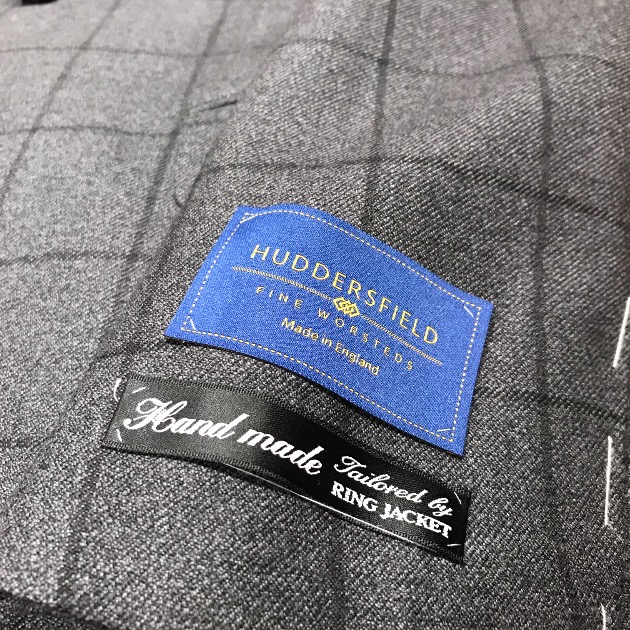 HUDDERSFIELD
FINE WORSTEDS
Made in England
Hand made
Tailored by
RING JACKET